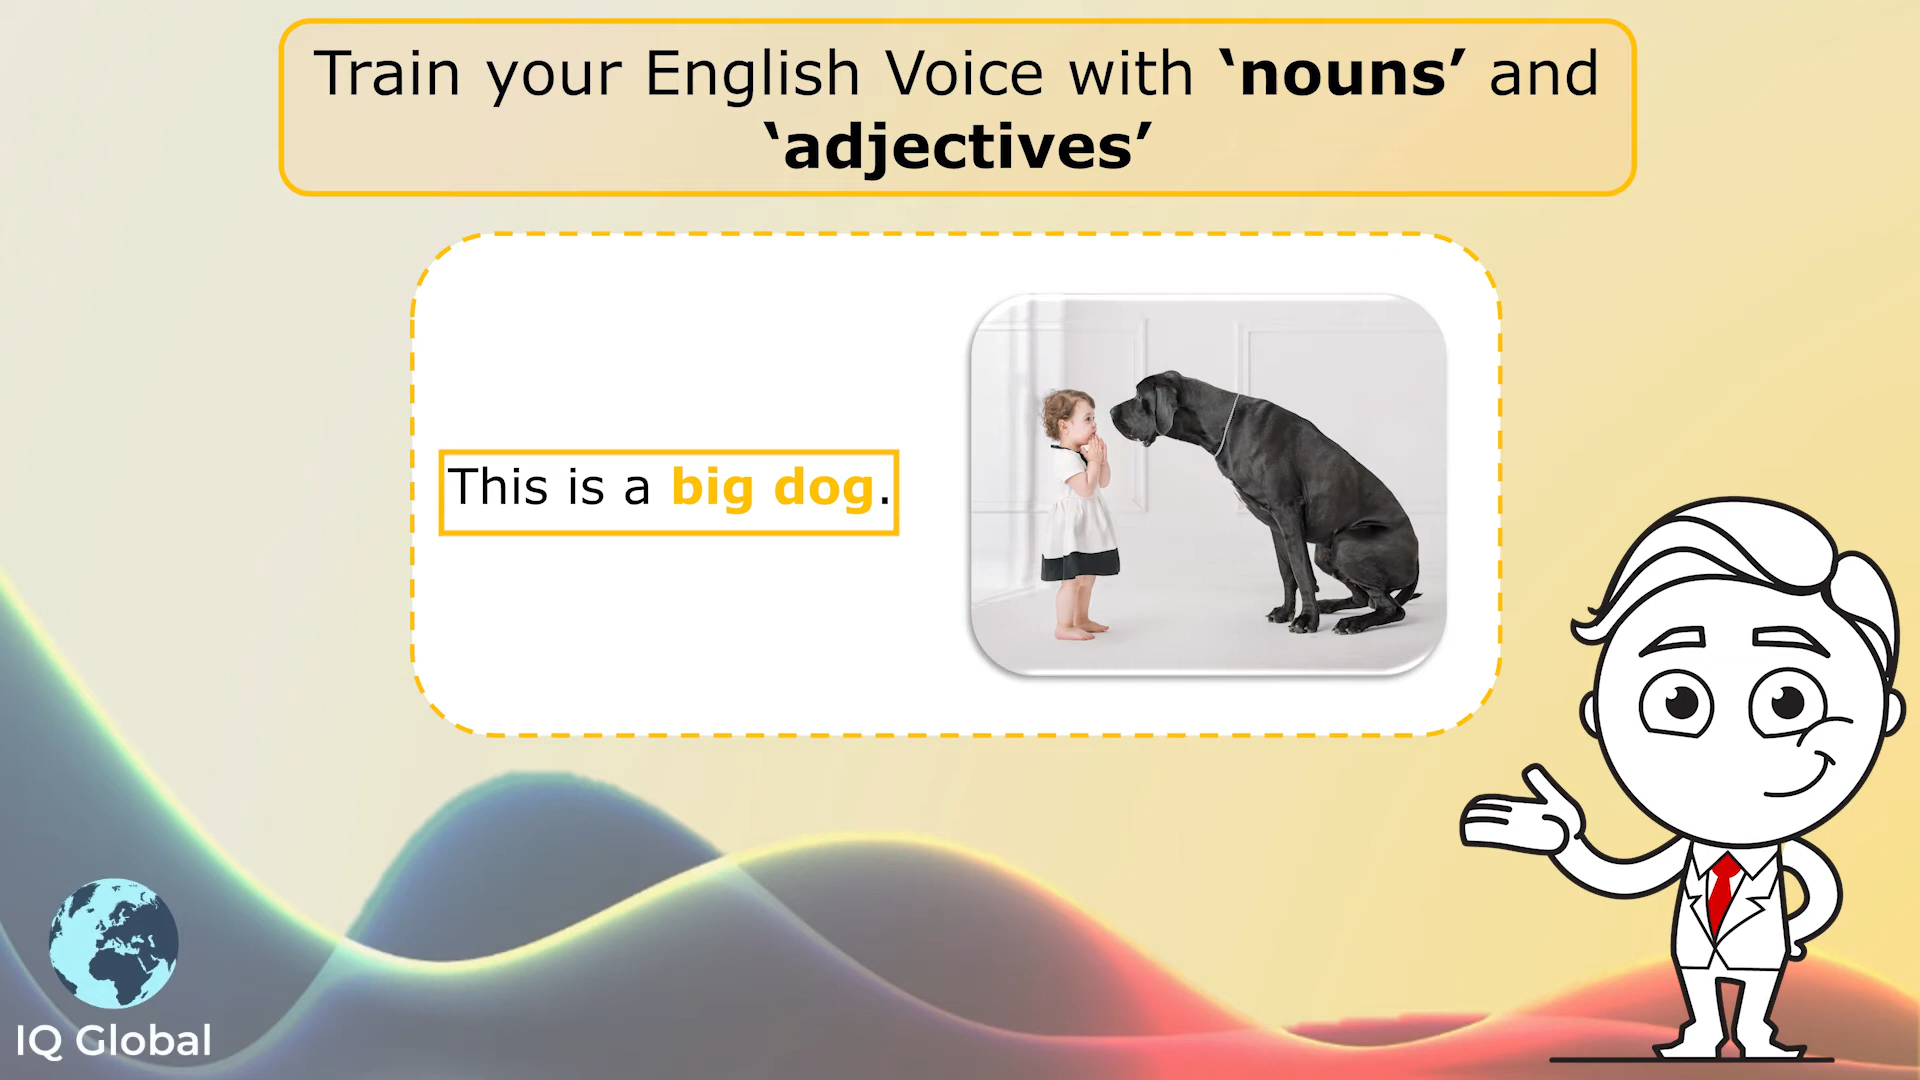 Train your English Voice with ‘nouns’ and
‘adjectives’
This is a big dog.
IQ Global